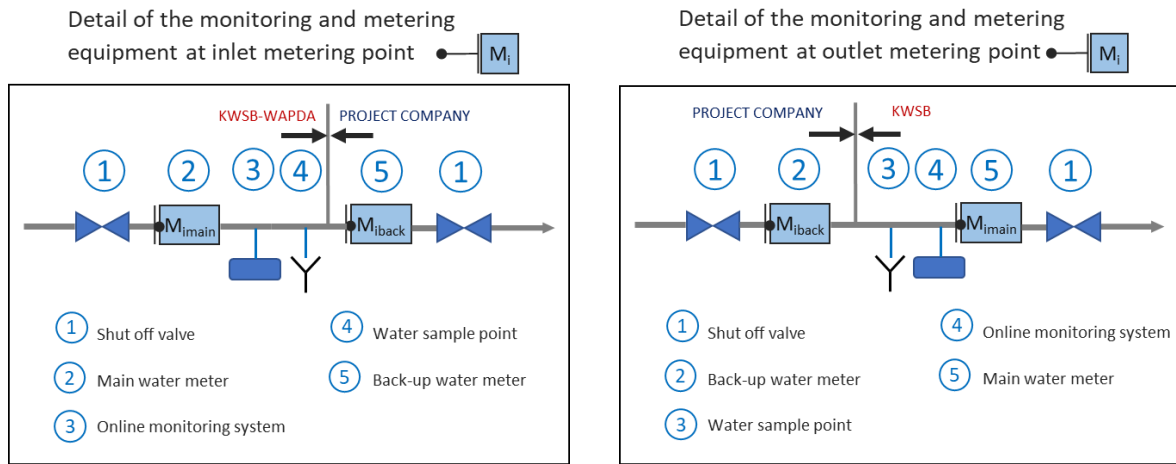 Detail of the monitoring and metering
equipment at inlet metering point
Mi
KWSB-WAPDA
PROJECT COMPANY
1
2
3
4
5
1
Mimain
Miback
1 Shut off valve
2 Main water meter
3 Online monitoring system
4 Water sample point
5 Back-up water meter
Detail of the monitoring and metering
equipment at outlet metering point
Mi
PROJECT COMPANY
KWSB
1
2
3
4
5
1
Miback
Mimain
1 Shut off valve
2 Back-up water meter
3 Water sample point
4 Online monitoring system
5 Main water meter